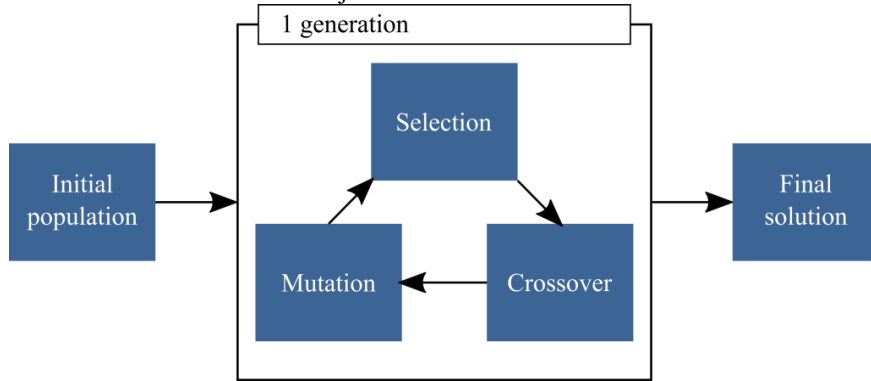 1 generation
Selection
Initial
population
Final
solution
Mutation
Crossover